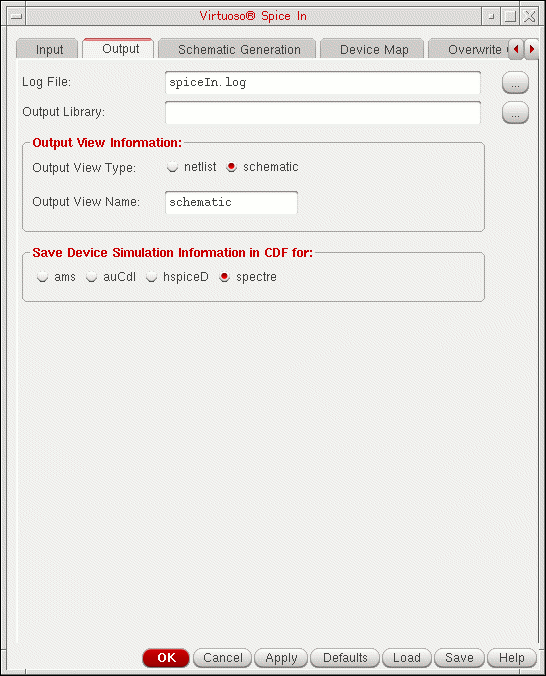 Virtuoso® Spice In
Input Output Schematic Generation Device Map Overwrite
Log File: spiceIn.log ...
Output Library: ...
Output View Information:
Output View Type: netlist schematic
Output View Name: schematic
Save Device Simulation Information in CDF for:
ams auCdl hspiceD spectre
OK Cancel Apply Defaults Load Save Help